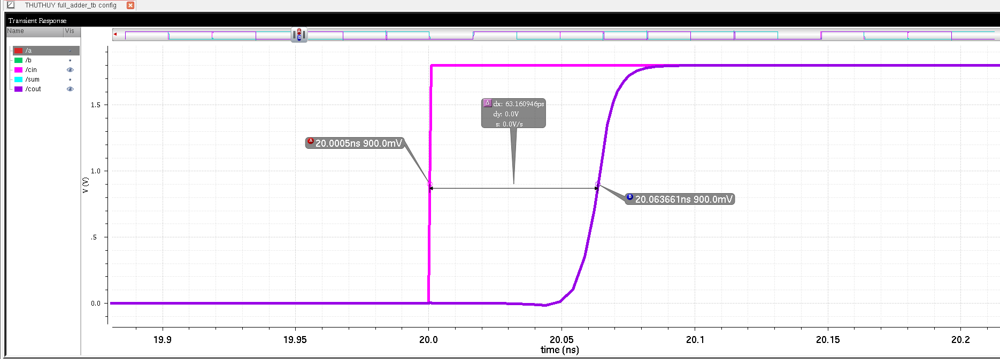 THUTHUY full_adder_tb config
Transient Response
Name Vis
/a
/b
/cin
/sum
/cout
A
B
V (V)
1.5
1.0
.5
0.0
A 20.0005ns 900.0mV
Δ dx: 63.160946ps
dy: 0.0V
s: 0.0V/s
B 20.063661ns 900.0mV
19.9 19.95 20.0 20.05 20.1 20.15 20.2
time (ns)